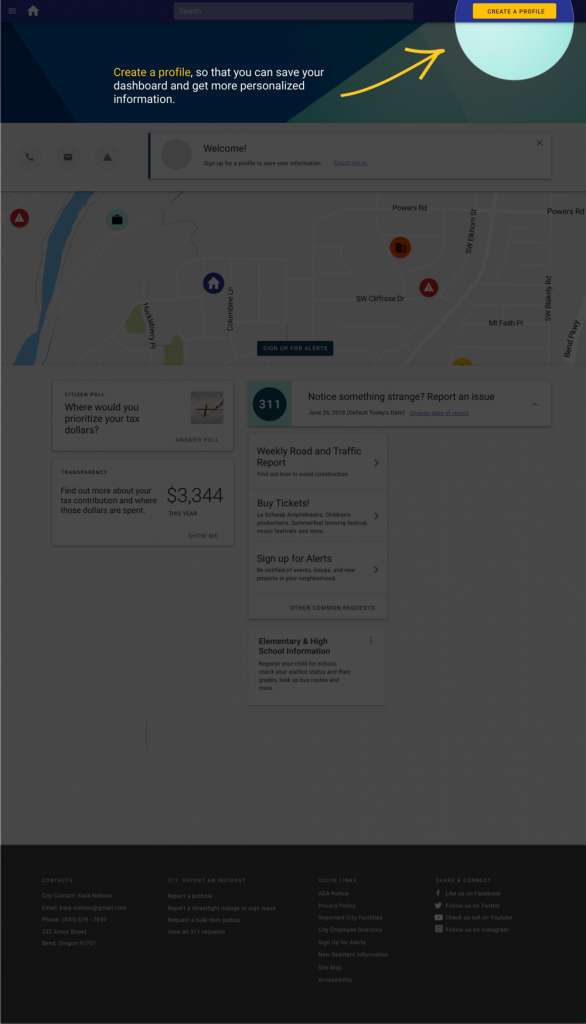 Search
CREATE A PROFILE
Create a profile, so that you can save your
dashboard and get more personalized
information.
Welcome!
Sign up for a profile to save your information.
Count me in.
Powers Rd
Powers Rd
SW Elkhorn St
SW Cliffrose Dr
SW Blakely Rd
Mt Faith Pl
Bend Pkwy
Columbine Ln
Huckleberry Pl
SIGN UP FOR ALERTS
CITIZEN POLL
Where would you
prioritize your tax
dollars?
ANSWER POLL
TRANSPARENCY
Find out more about your
tax contribution and where
those dollars are spent.
$3,344
THIS YEAR
SHOW ME
311
Notice something strange? Report an issue
June 26, 2018 (Default Today's Date)
Choose type of report
Weekly Road and Traffic
Report
Find out how to avoid construction.
Buy Tickets!
Le Schwab Amphitheatre, Children's
productions, Summerfest brewing festival,
music festivals and more.
Sign up for Alerts
Be notified of events, issues, and new
projects in your neighborhood.
OTHER COMMON REQUESTS
Elementary & High
School Information
Register your child for school,
check your waitlist status and their
grades, look up bus routes and
more.
CONTACTS
City Contact: Kara Nielson
Email: kara_nielson@gmail.com
Phone: (545) 678 - 7659
232 Ames Street
Bend, Oregon 97701
311: REPORT AN INCIDENT
Report a pothole
Report a streetlight outage or sign issue
Request a bulk item pickup
View all 311 requests
QUICK LINKS
ADA Notice
Privacy Policy
Important City Facilities
City Employee Directory
Sign Up for Alerts
New Resident Information
Site Map
Accessibility
SHARE & CONNECT
Like us on Facebook
Follow us on Twitter
Check us out on Youtube
Follow us on Instagram